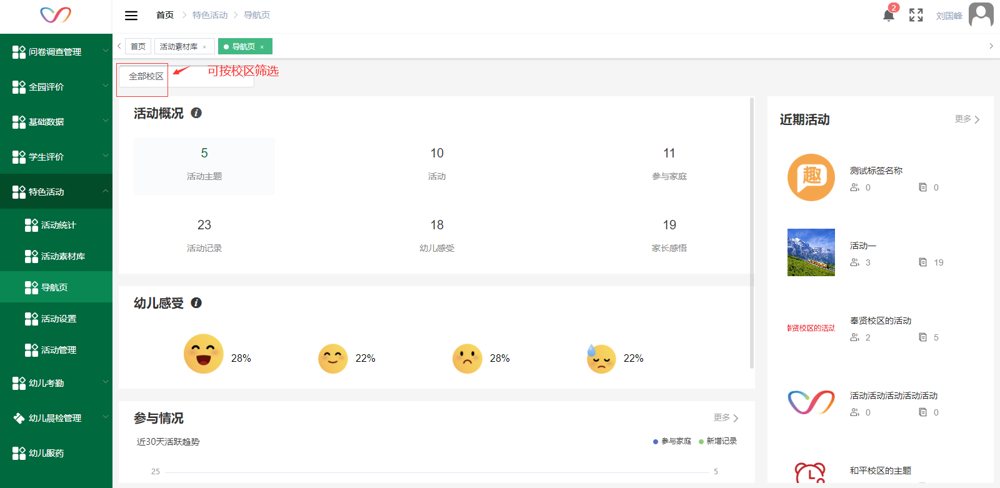 首页 特色活动 导航页
2
刘国峰
首页 活动素材库 × 导航页 ×
问卷调查管理
全园评价
基础数据
学生评价
特色活动
活动统计
活动素材库
导航页
活动设置
活动管理
幼儿考勤
幼儿晨检管理
幼儿服药
全部校区
可按校区筛选
活动概况
5
活动主题
10
活动
11
参与家庭
23
活动记录
18
幼儿感受
19
家长感悟
幼儿感受
28%
22%
28%
22%
参与情况
更多
近30天活跃趋势
参与家庭 新增记录
25
5
近期活动
更多
趣
测试标签名称
0 0
活动一
3 19
奉贤校区的活动
奉贤校区的活动
2 5
活动活动活动活动活动
0 0
和平校区的主题